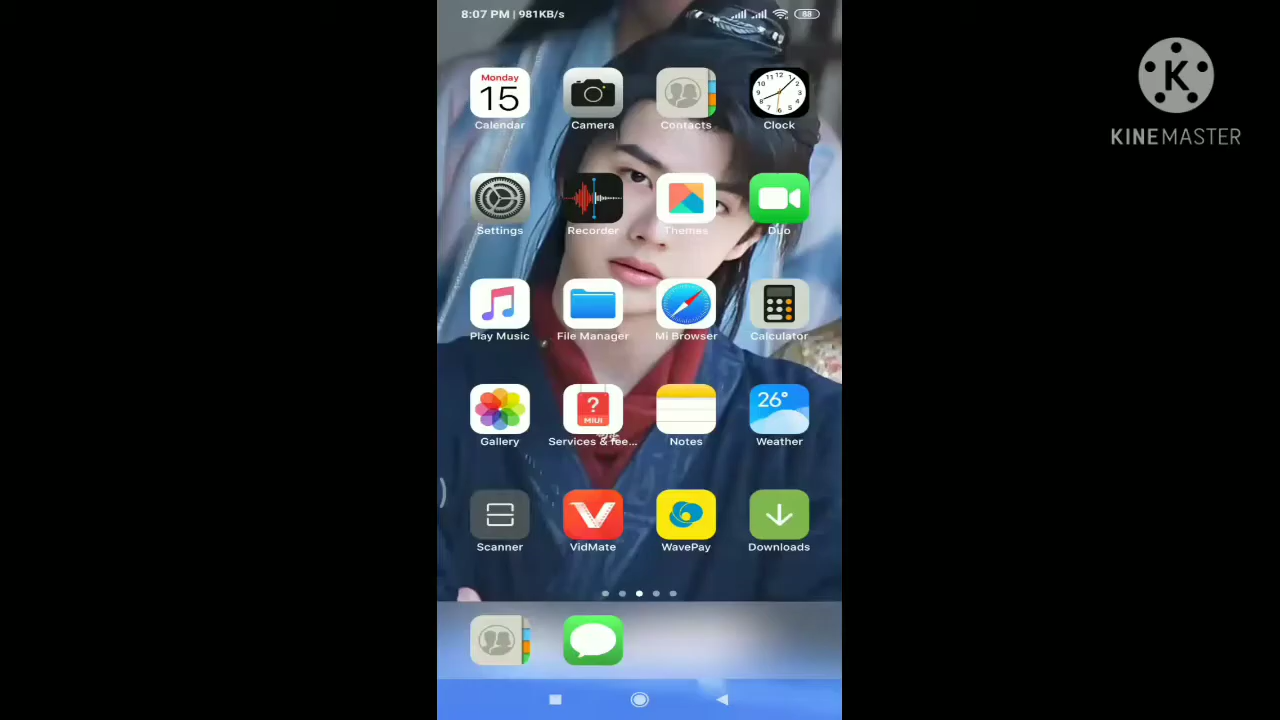 8:07 PM | 981KB/s
88
Monday
15
Calendar
Camera
Contacts
Clock
Settings
Recorder
Themes
Duo
Play Music
File Manager
Mi Browser
Calculator
Gallery
?
MIUI
Services & fee...
Notes
26°
Weather
Scanner
VidMate
WavePay
Downloads
K
KINEMASTER